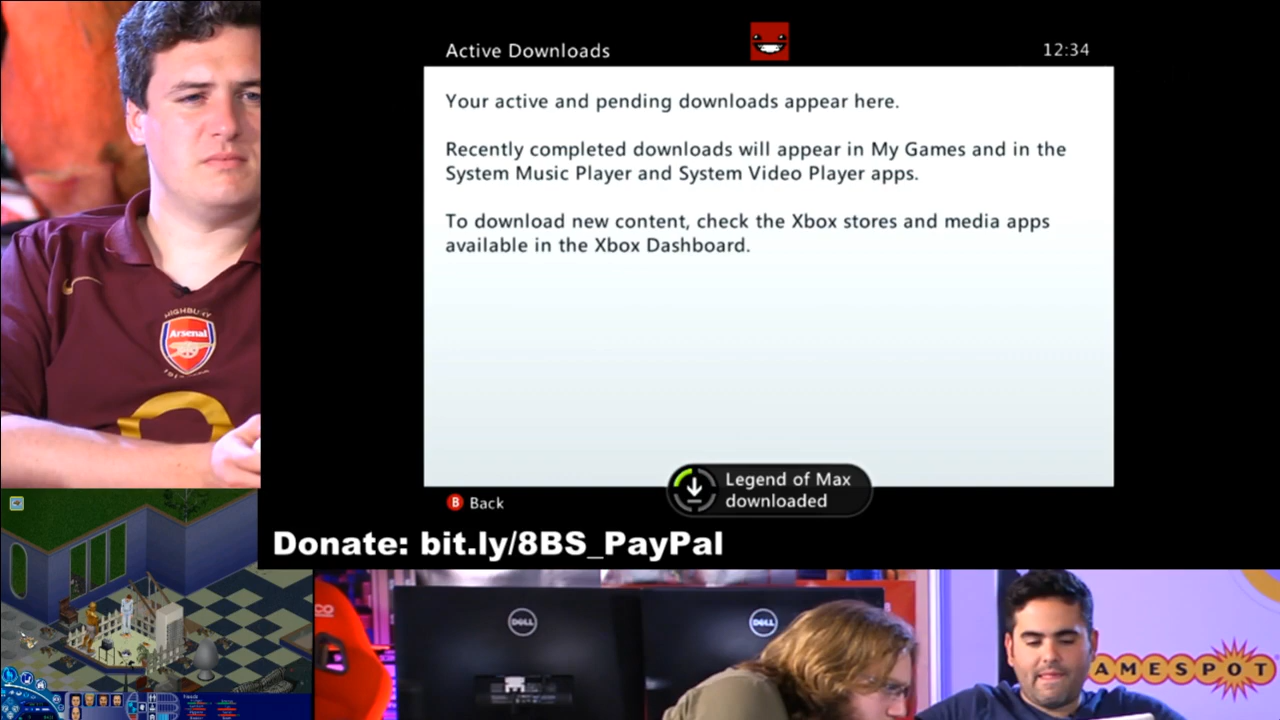 Active Downloads
12:34
Your active and pending downloads appear here.
Recently completed downloads will appear in My Games and in the
System Music Player and System Video Player apps.
To download new content, check the Xbox stores and media apps
available in the Xbox Dashboard.
Legend of Max
downloaded
B Back
Donate: bit.ly/8BS_PayPal
HIGHBURY
Arsenal
DELL
DELL
AMESPOT